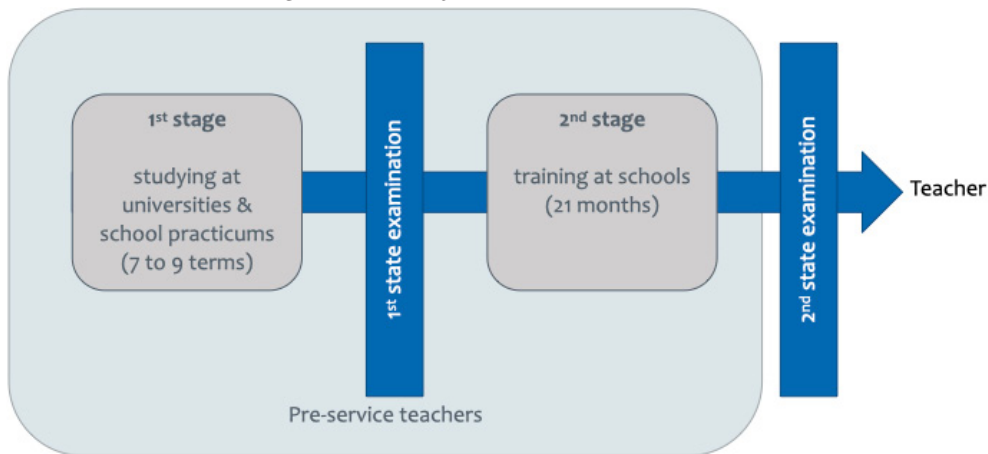 1st stage
studying at
universities &
school practicums
(7 to 9 terms)
1st state examination
2nd stage
training at schools
(21 months)
2nd state examination
Teacher
Pre-service teachers